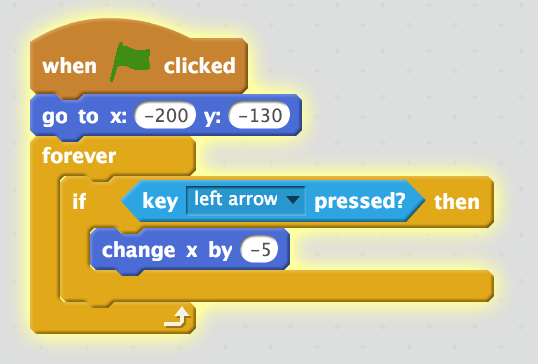 when clicked
go to x: -200 y: -130
forever
if key left arrow pressed? then
change x by -5